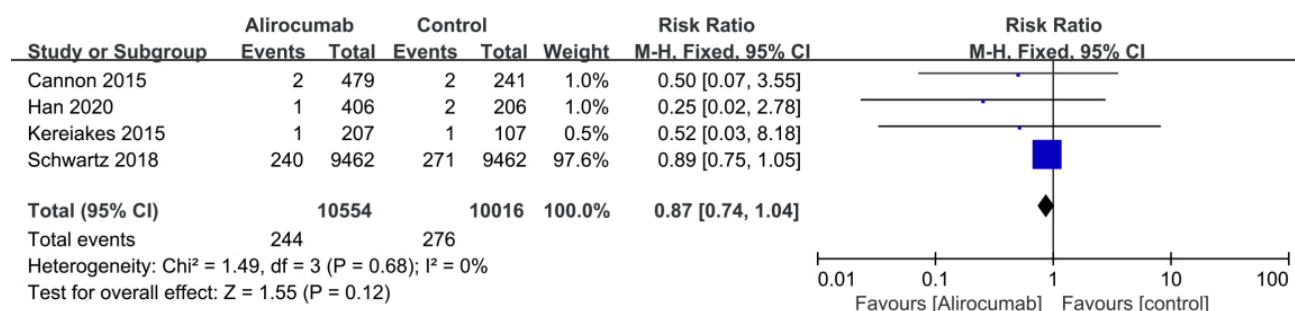 Alirocumab Control Risk Ratio Risk Ratio
Study or Subgroup Events Total Events Total Weight M-H, Fixed, 95% CI M-H, Fixed, 95% CI
Cannon 2015 2 479 2 241 1.0% 0.50 [0.07, 3.55]
Han 2020 1 406 2 206 1.0% 0.25 [0.02, 2.78]
Kereiakes 2015 1 207 1 107 0.5% 0.52 [0.03, 8.18]
Schwartz 2018 240 9462 271 9462 97.6% 0.89 [0.75, 1.05]
Total (95% CI) 10554 10016 100.0% 0.87 [0.74, 1.04]
Total events 244 276
Heterogeneity: Chi² = 1.49, df = 3 (P = 0.68); I² = 0%
Test for overall effect: Z = 1.55 (P = 0.12)
0.01 0.1 1 10 100
Favours [Alirocumab] Favours [control]